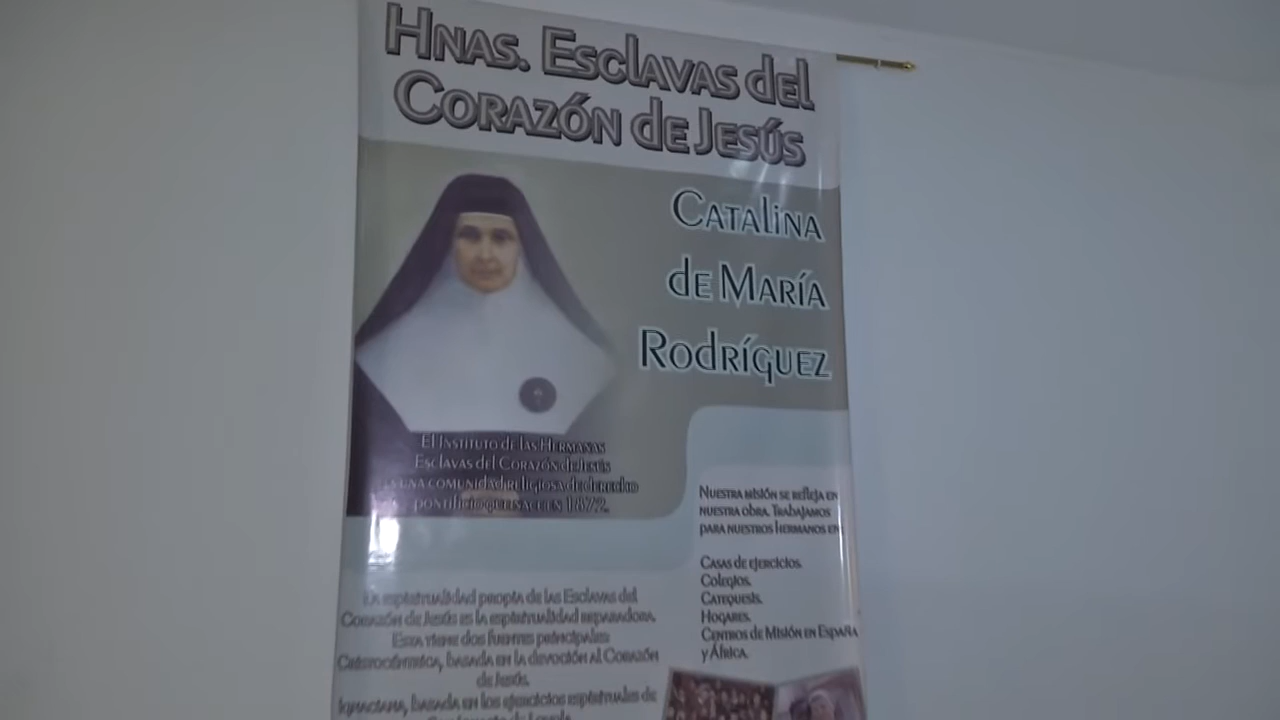 Hnas. Esclavas del
Corazón de Jesús
Catalina
de María
Rodríguez
El Instituto de las Hermanas
Esclavas del Corazón de Jesús
una comunidad religiosa de derecho
pontificio que nace en 1872.
Nuestra misión se refleja en
nuestra obra. Trabajamos
para nuestros hermanos en:
Casas de ejercicios.
Colegios.
Catequesis.
Hogares.
Centros de Misión en España
y África.
La espiritualidad propia de las Esclavas del
Corazón de Jesús es la espiritualidad reparadora.
Esta tiene dos fuentes principales:
Cristocéntrica, basada en la devoción al Corazón
de Jesús.
Ignaciana, basada en los ejercicios espirituales de
de Loyola